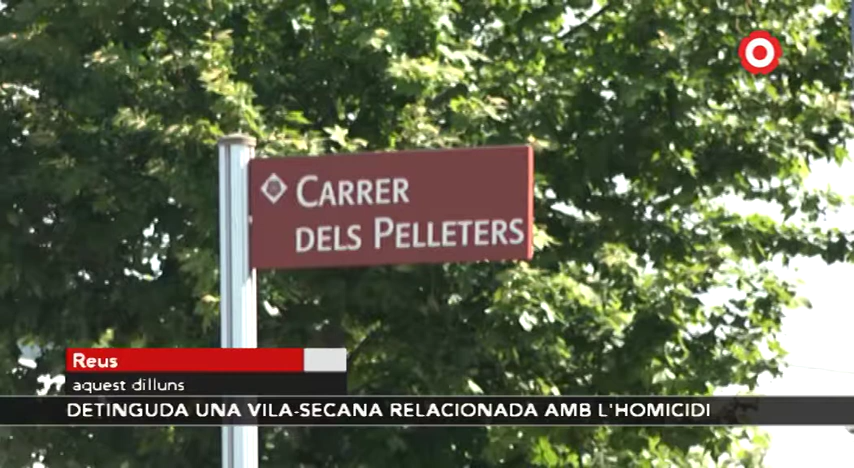 CARRER
DELS PELLETERS
Reus
aquest dilluns
DETINGUDA UNA VILA-SECANA RELACIONADA AMB L'HOMICIDI